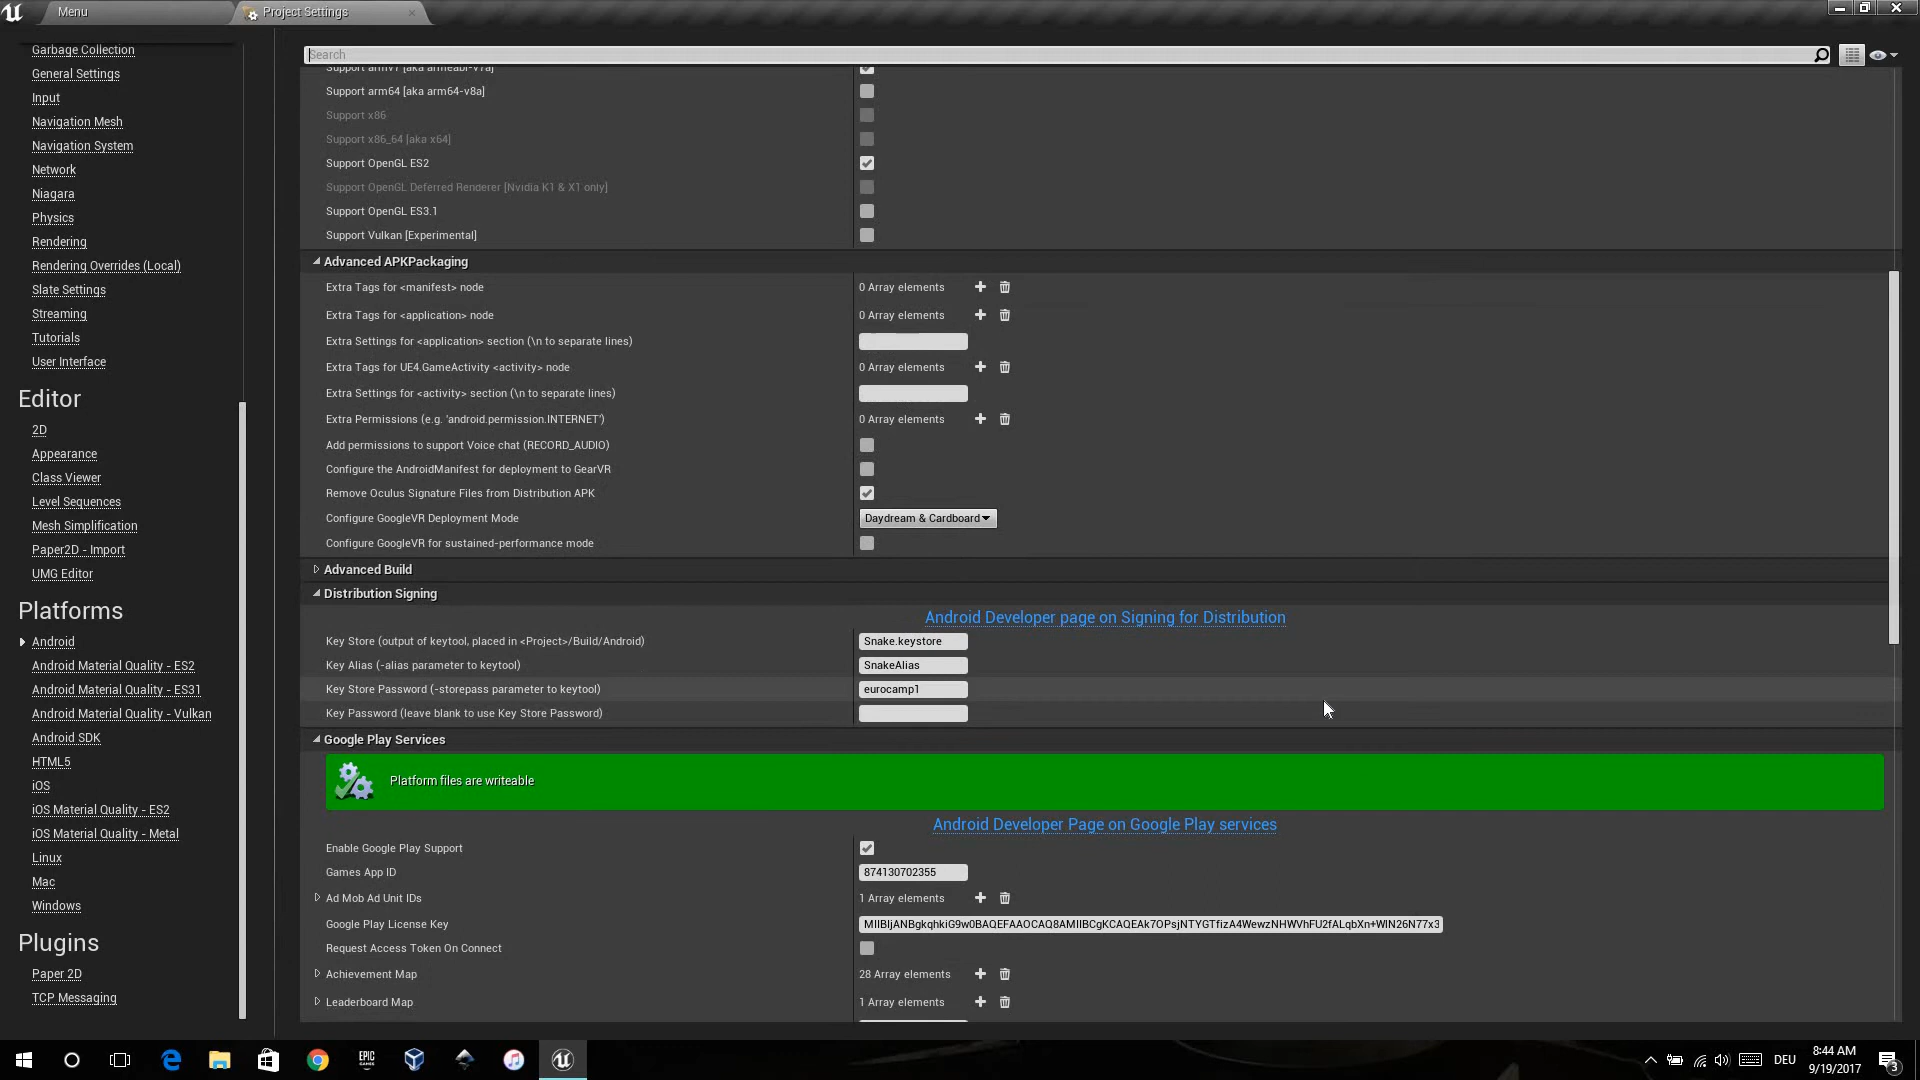 Menu
Project Settings
Search
Garbage Collection
General Settings
Input
Navigation Mesh
Navigation System
Network
Niagara
Physics
Rendering
Rendering Overrides (Local)
Slate Settings
Streaming
Tutorials
User Interface
Editor
2D
Appearance
Class Viewer
Level Sequences
Mesh Simplification
Paper2D - Import
UMG Editor
Platforms
Android
Android Material Quality - ES2
Android Material Quality - ES31
Android Material Quality - Vulkan
Android SDK
HTML5
iOS
iOS Material Quality - ES2
iOS Material Quality - Metal
Linux
Mac
Windows
Plugins
Paper 2D
TCP Messaging
Support armv7 [aka armeabi-v7a]
Support arm64 [aka arm64-v8a]
Support x86
Support x86_64 [aka x64]
Support OpenGL ES2
Support OpenGL Deferred Renderer [Nvidia K1 & X1 only]
Support OpenGL ES3.1
Support Vulkan [Experimental]
Advanced APKPackaging
Extra Tags for <manifest> node 0 Array elements
Extra Tags for <application> node 0 Array elements
Extra Settings for <application> section (\n to separate lines)
Extra Tags for UE4.GameActivity <activity> node 0 Array elements
Extra Settings for <activity> section (\n to separate lines)
Extra Permissions (e.g. 'android.permission.INTERNET') 0 Array elements
Add permissions to support Voice chat (RECORD_AUDIO)
Configure the AndroidManifest for deployment to GearVR
Remove Oculus Signature Files from Distribution APK
Configure GoogleVR Deployment Mode Daydream & Cardboard
Configure GoogleVR for sustained-performance mode
Advanced Build
Distribution Signing
Android Developer page on Signing for Distribution
Key Store (output of keytool, placed in <Project>/Build/Android) Snake.keystore
Key Alias (-alias parameter to keytool) SnakeAlias
Key Store Password (-storepass parameter to keytool) eurocamp1
Key Password (leave blank to use Key Store Password)
Google Play Services
Platform files are writeable
Android Developer Page on Google Play services
Enable Google Play Support
Games App ID 874130702355
Ad Mob Ad Unit IDs 1 Array elements
Google Play License Key MIIBIjANBgkqhkiG9w0BAQEFAAOCAQ8AMIIBCgKCAQEAk7OPsjNTYGTfizA4WewzNHWVhFU2fALqbXn+WlN26N77x3
Request Access Token On Connect
Achievement Map 28 Array elements
Leaderboard Map 1 Array elements
EPIC GAMES
DEU
8:44 AM
9/19/2017
3